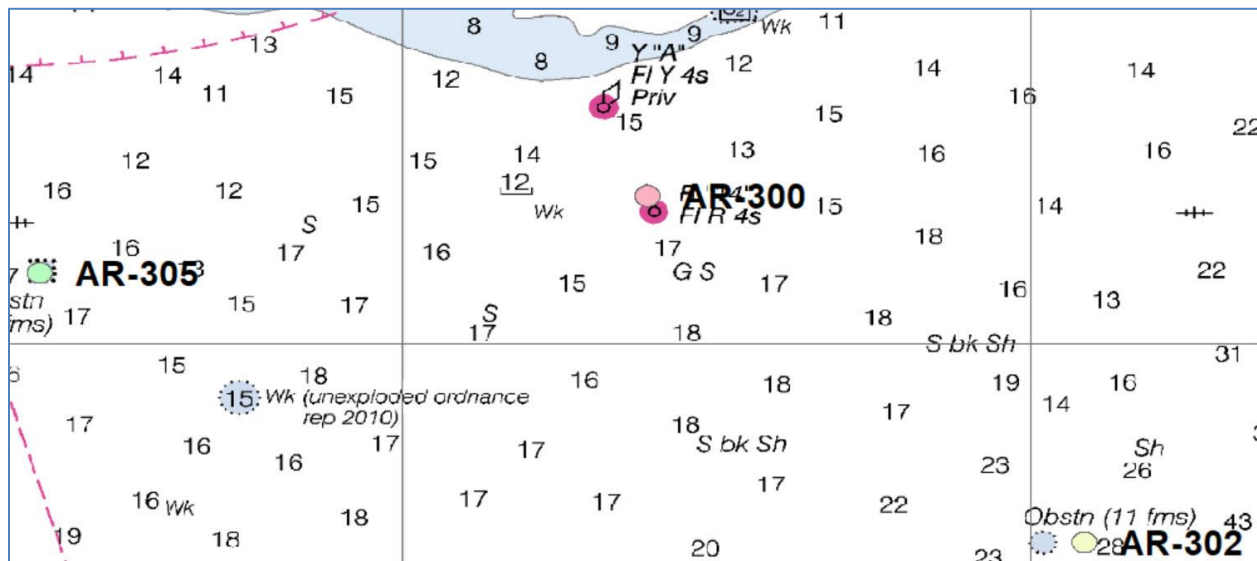 8 9 9 Wk 11
13 Y "A"
14 14 12 8 Fl Y 4s 12 14 14
11 15 Priv 16
15 15 22
12 15 14 13 16 16
16 12 12
15 Wk AR-300 15 14
S Fl R 4s
16 17 16 17 18
AR-305 G S 22
15 17 15 17 16 13
17 S
17 18 18
S bk Sh
15 31
18 16 18 19 16
15 Wk (unexploded ordnance
rep 2010) 17 14
17 18
16 17 17 S bk Sh Sh
16 23 26
16 Wk 17 17 17
18 22 Obstn (11 fms)
19 18 43
20 23 28 AR-302